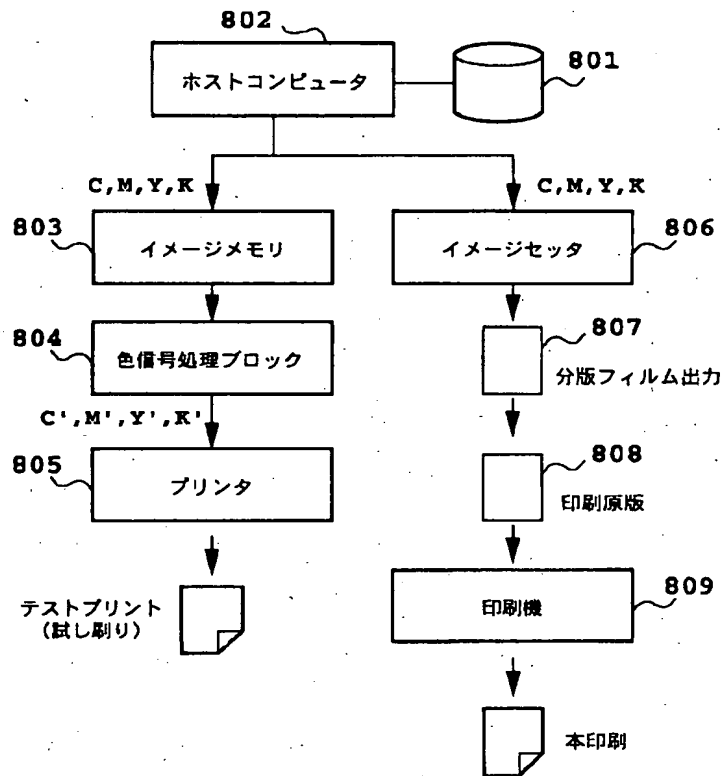 802
ホストコンピュータ
801
C,M,Y,K
C,M,Y,K
803
イメージメモリ
イメージセッタ
806
804
色信号処理ブロック
807
分版フィルム出力
C',M',Y',K'
805
プリンタ
808
印刷原版
テストプリント
(試し刷り)
印刷機
809
本印刷